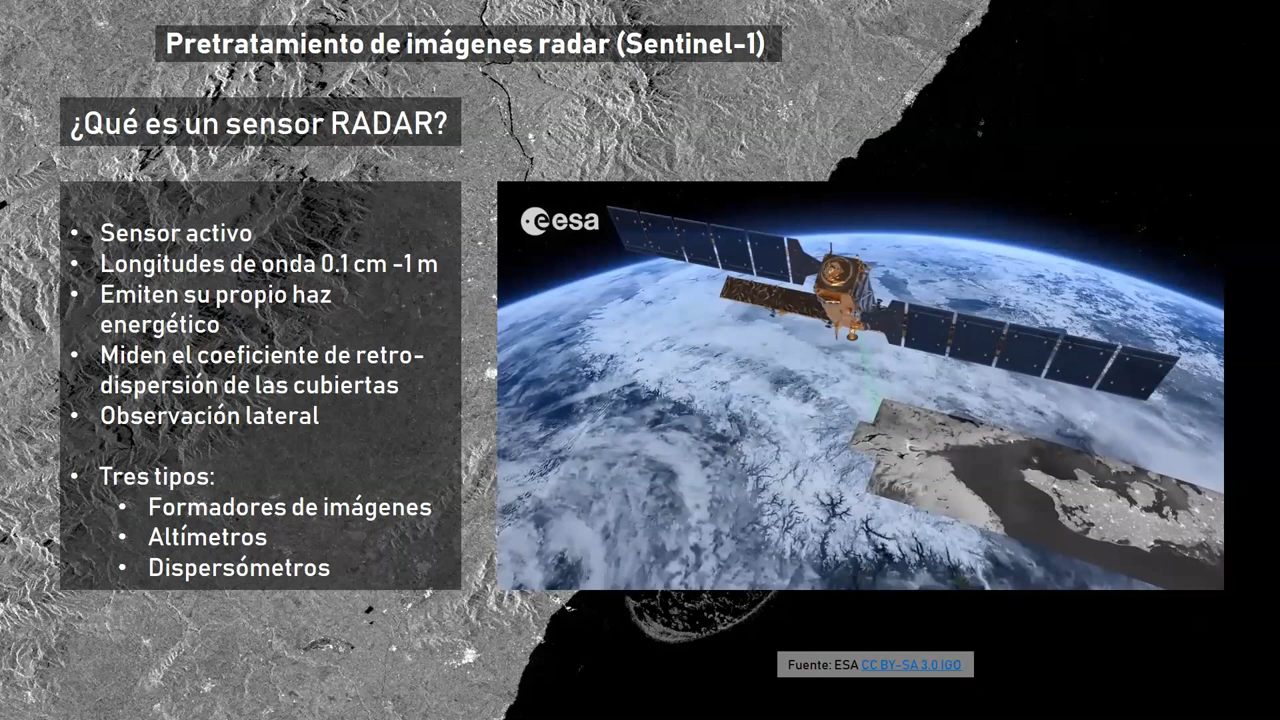 Pretratamiento de imágenes radar (Sentinel-1)
¿Qué es un sensor RADAR?
• Sensor activo
• Longitudes de onda 0.1 cm -1 m
• Emiten su propio haz
energético
• Miden el coeficiente de retro-
dispersión de las cubiertas
• Observación lateral
• Tres tipos:
• Formadores de imágenes
• Altímetros
• Dispersómetros
esa
Fuente: ESA CC BY-SA 3.0 IGO